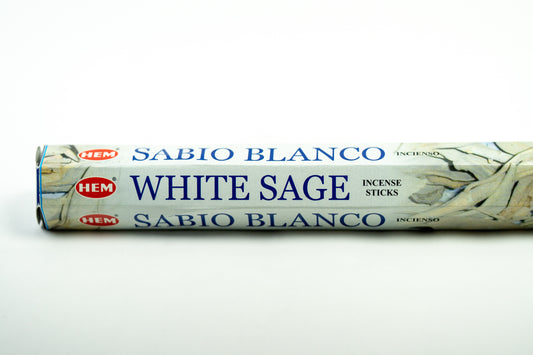 HEM SABIO BLANCO INCIENSO
HEM WHITE SAGE INCENSE STICKS
HEM SABIO BLANCO INCIENSO